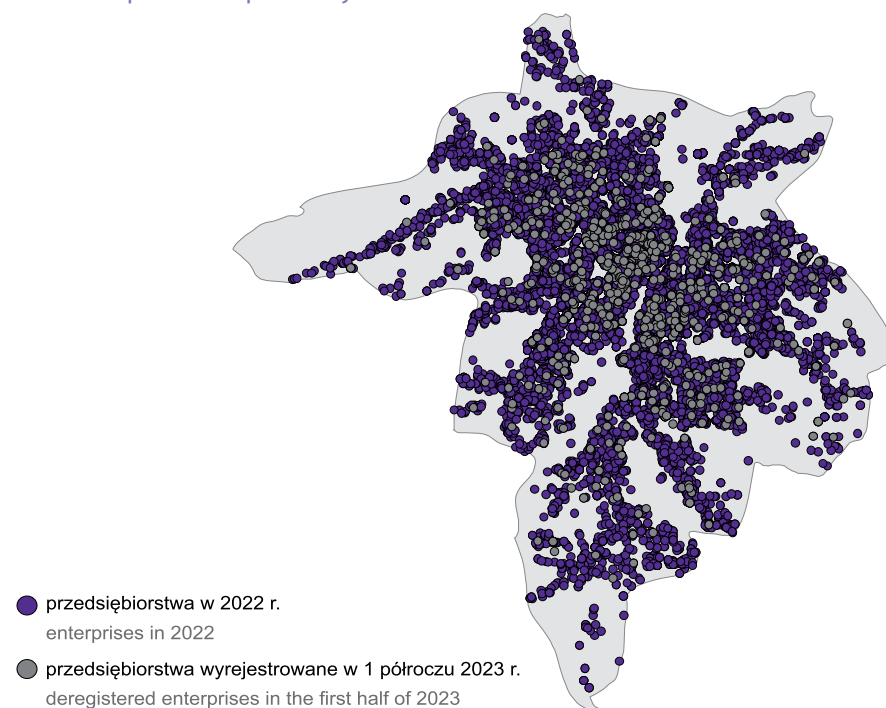 przedsiębiorstwa w 2022 r.
enterprises in 2022
przedsiębiorstwa wyrejestrowane w 1 półroczu 2023 r.
deregistered enterprises in the first half of 2023